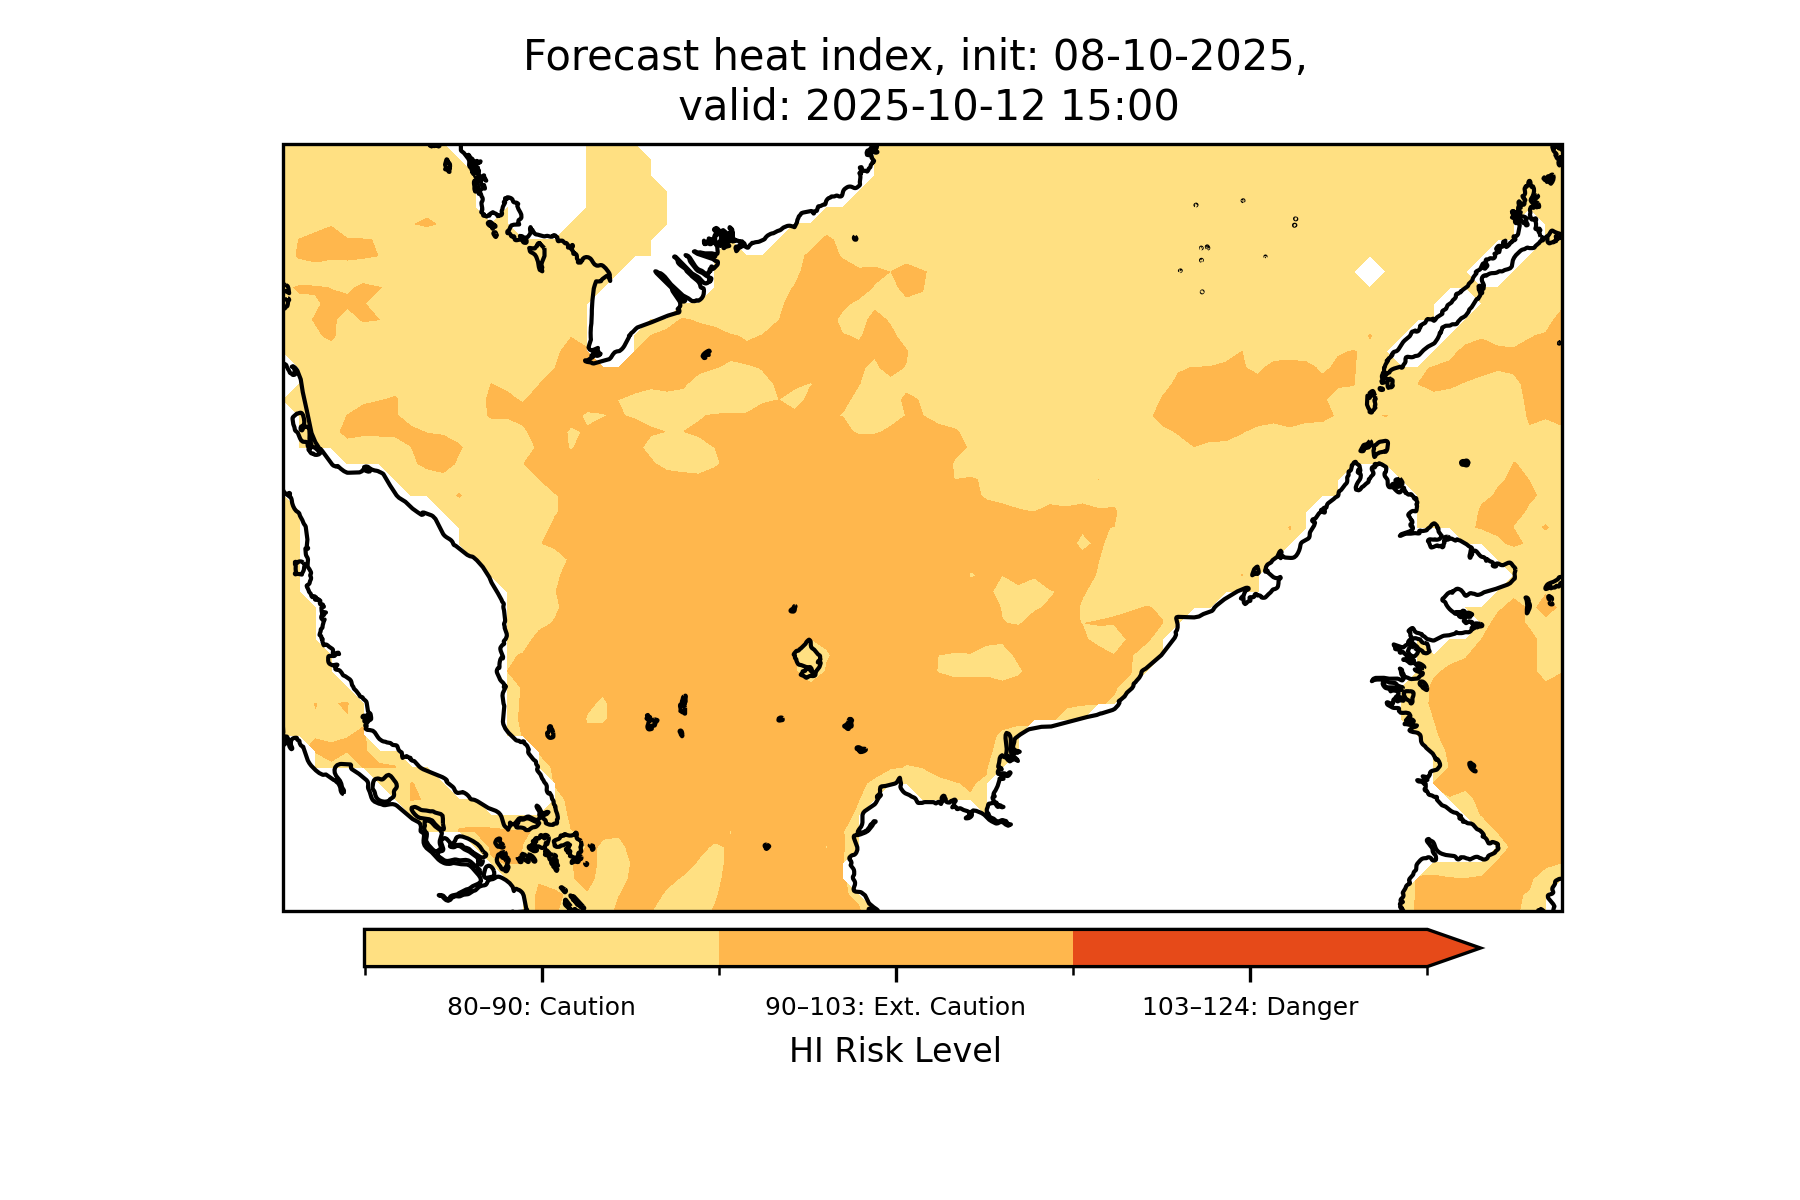 Forecast heat index, init: 08-10-2025,
valid: 2025-10-12 15:00
80–90: Caution
90–103: Ext. Caution
103–124: Danger
HI Risk Level